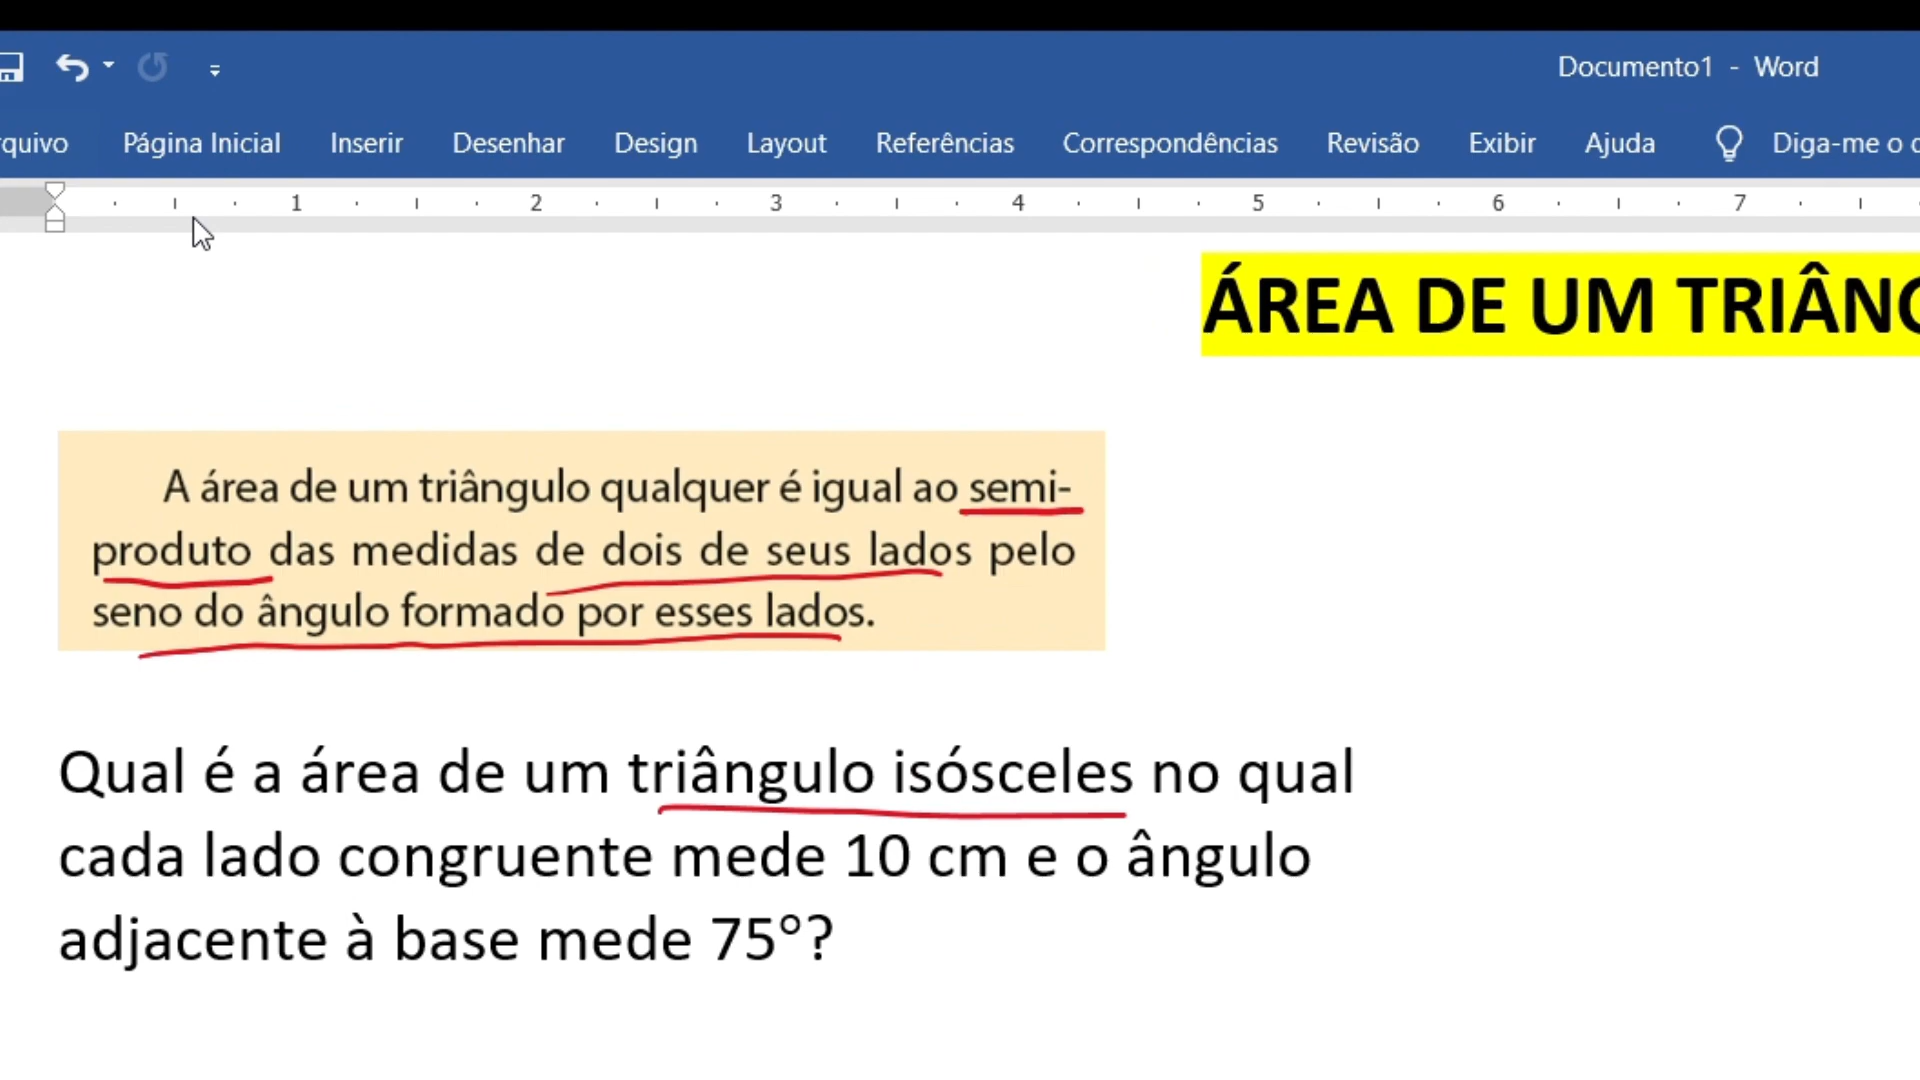 Documento1 - Word
Página Inicial Inserir Desenhar Design Layout Referências Correspondências Revisão Exibir Ajuda Diga-me o
1 2 3 4 5 6 7
ÁREA DE UM
A área de um triângulo qualquer é igual ao semi-
produto das medidas de dois de seus lados pelo
seno do ângulo formado por esses lados.
Qual é a área de um triângulo isósceles no qual
cada lado congruente mede 10 cm e o ângulo
adjacente à base mede 75°?